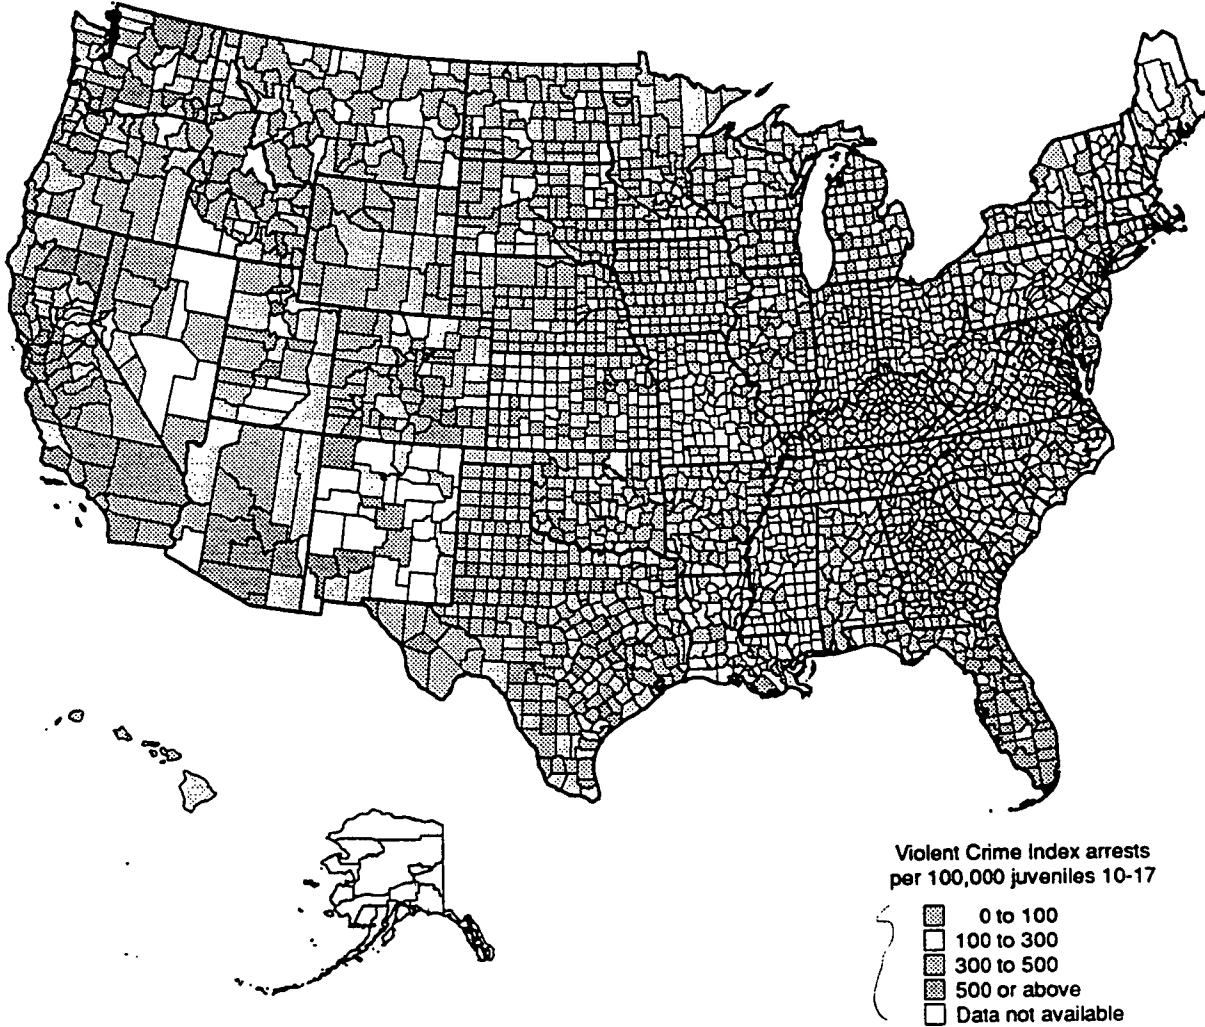 Violent Crime Index arrests
per 100,000 juveniles 10-17
0 to 100
100 to 300
300 to 500
500 or above
Data not available